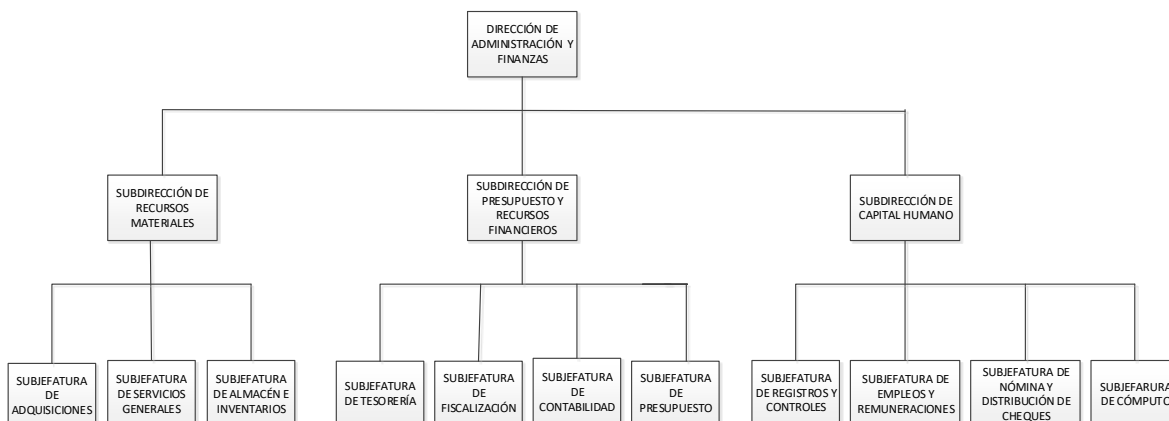 DIRECCIÓN DE
ADMINISTRACIÓN Y
FINANZAS
SUBDIRECCIÓN DE
RECURSOS
MATERIALES
SUBDIRECCIÓN DE
PRESUPUESTO Y
RECURSOS
FINANCIEROS
SUBDIRECCIÓN DE
CAPITAL HUMANO
SUBJEFATURA
DE
ADQUISICIONES
SUBJEFATURA
DE SERVICIOS
GENERALES
SUBJEFATURA
DE ALMACÉN E
INVENTARIOS
SUBJEFATURA
DE TESORERÍA
SUBJEFATURA
DE
FISCALIZACIÓN
SUBJEFATURA
DE
CONTABILIDAD
SUBJEFATURA
DE
PRESUPUESTO
SUBJEFATURA
DE REGISTROS Y
CONTROLES
SUBJEFATURA DE
EMPLEOS Y
REMUNERACIONES
SUBJEFATURA DE
NÓMINA Y
DISTRIBUCIÓN DE
CHEQUES
SUBJEFARURA
DE CÓMPUTO